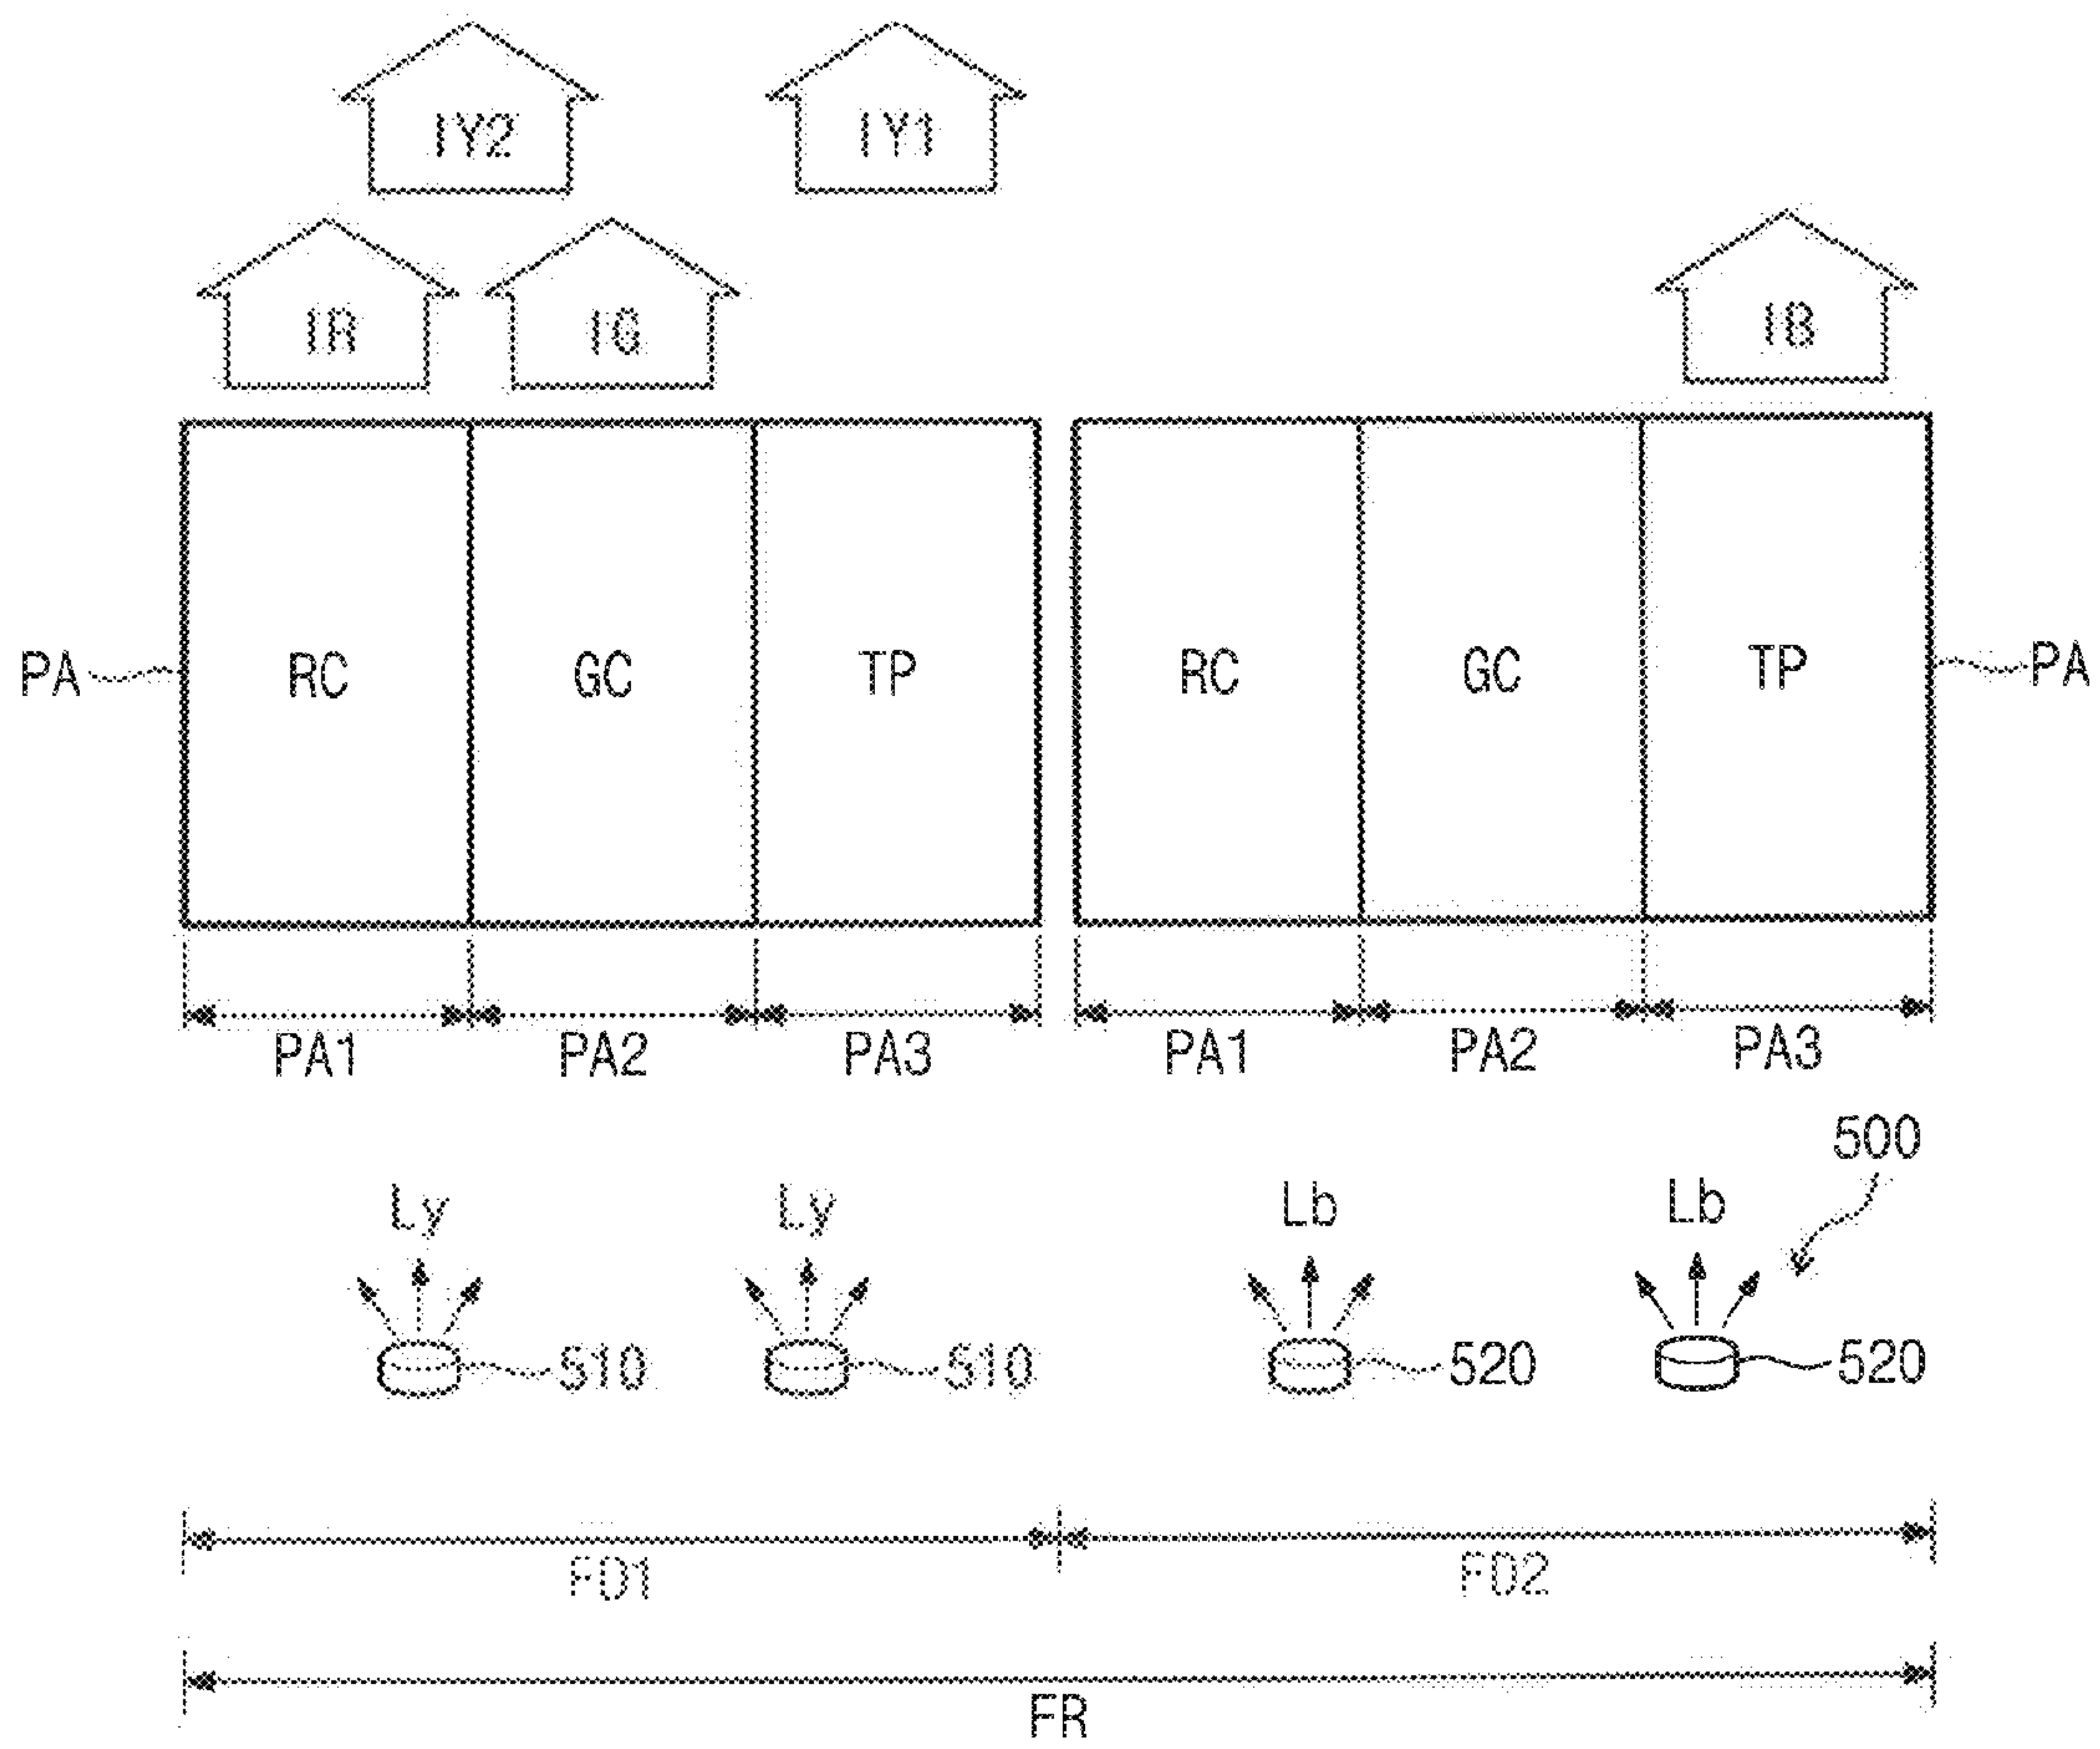 IY2 IY1
IR IG IB
PA RC GC TP RC GC TP PA
PA1 PA2 PA3 PA1 PA2 PA3
500
Ly Ly Lb Lb
510 510 520 520
FD1 FD2
FR